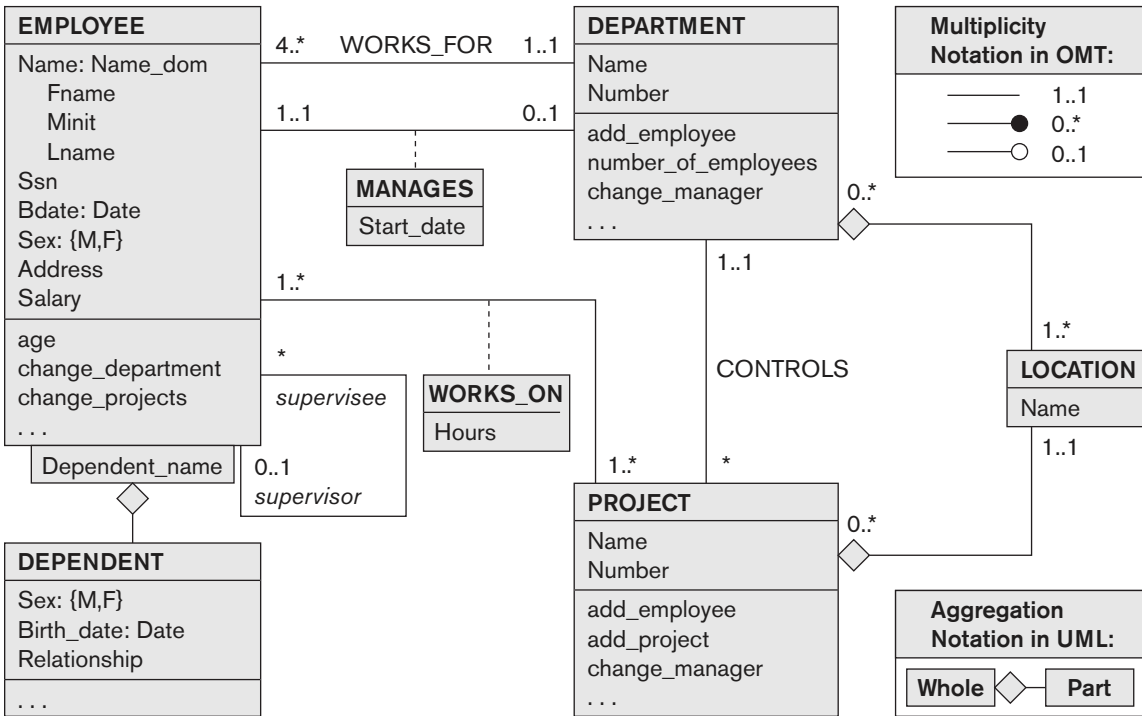 EMPLOYEE
Name: Name_dom
Fname
Minit
Lname
Ssn
Bdate: Date
Sex: {M,F}
Address
Salary
age
change_department
change_projects
. . .
Dependent_name
DEPENDENT
Sex: {M,F}
Birth_date: Date
Relationship
. . .
4..* WORKS_FOR 1..1
1..1 0..1
MANAGES
Start_date
1..*
*
supervisee
0..1
supervisor
WORKS_ON
Hours
1..*
DEPARTMENT
Name
Number
add_employee
number_of_employees
change_manager
. . .
0..*
1..1
CONTROLS
*
1..*
LOCATION
Name
1..1
PROJECT
Name
Number
add_employee
add_project
change_manager
. . .
0..*
Multiplicity
Notation in OMT:
1..1
0..*
0..1
Aggregation
Notation in UML:
Whole Part